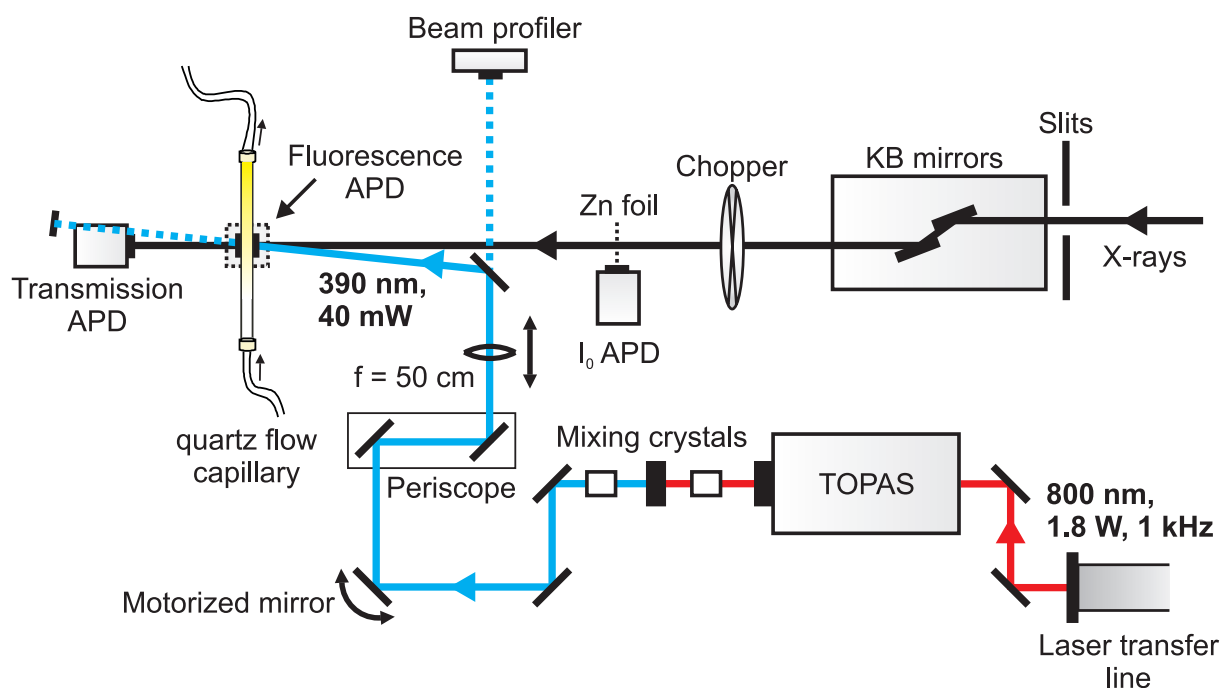 Beam profiler
Slits
KB mirrors
Chopper
Fluorescence
APD
Zn foil
X-rays
Transmission
APD
390 nm,
40 mW
I₀ APD
f = 50 cm
quartz flow
capillary
Mixing crystals
Periscope
TOPAS
800 nm,
1.8 W, 1 kHz
Motorized mirror
Laser transfer
line